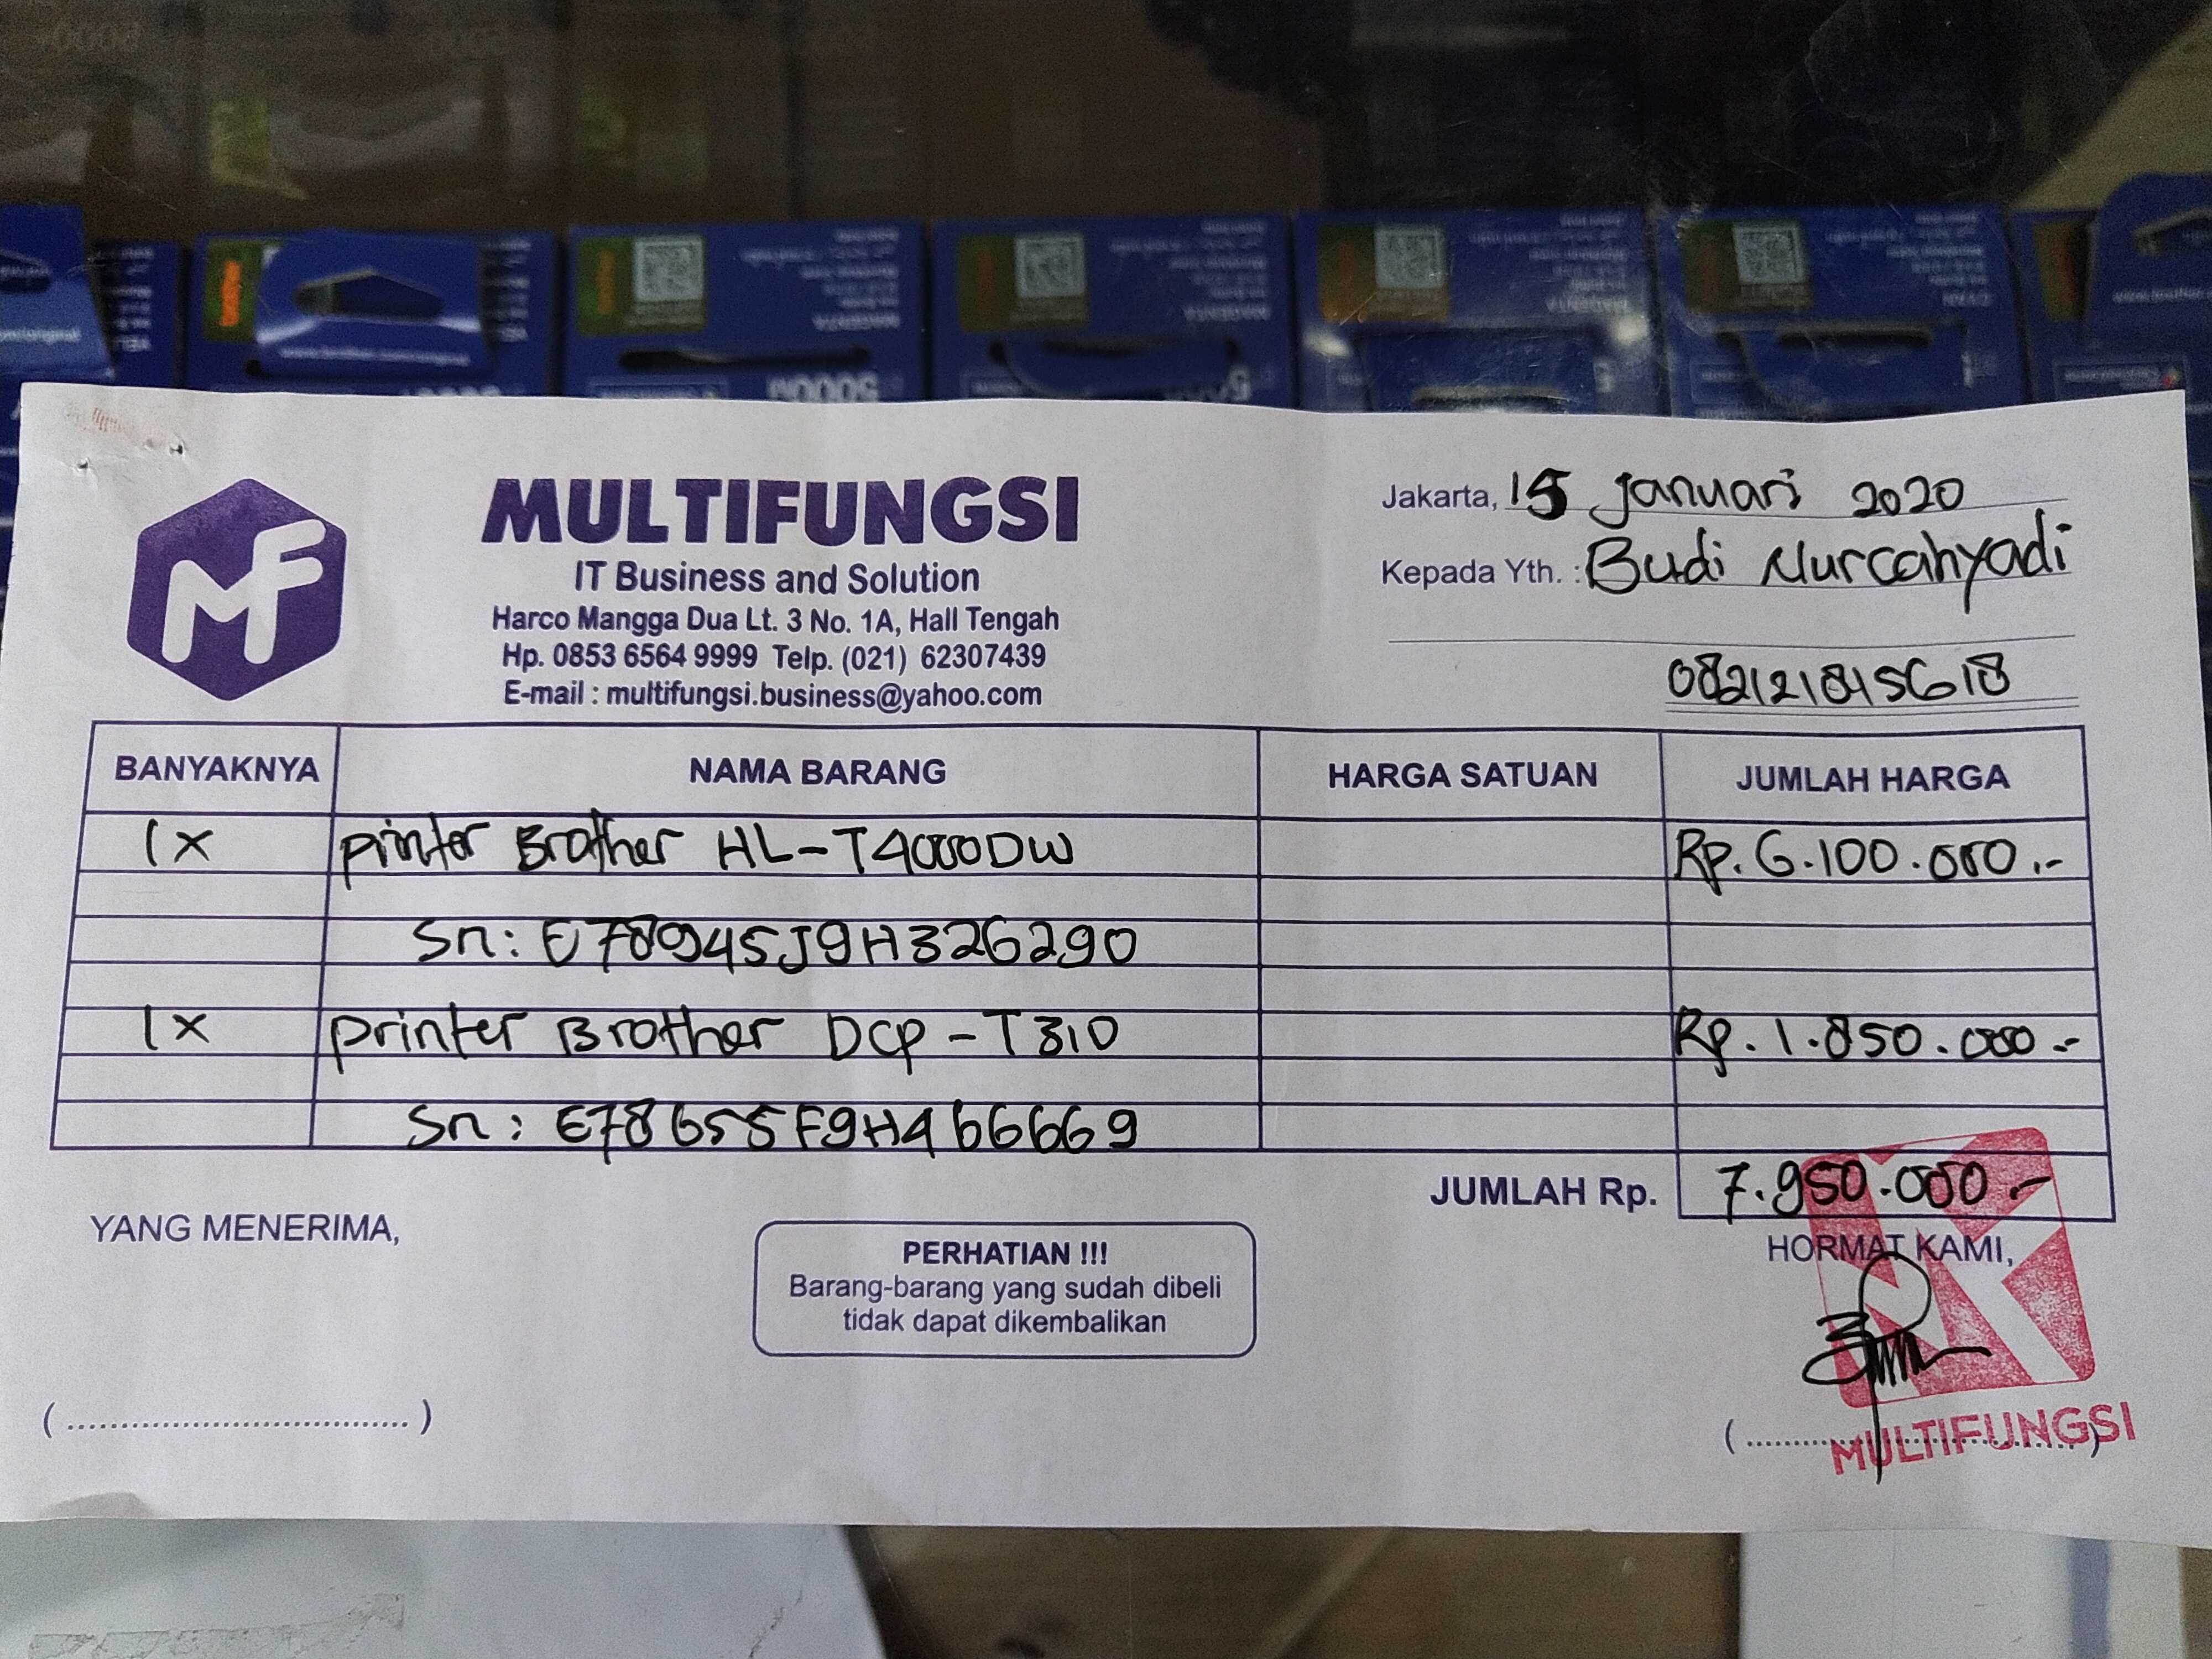 MF
MULTIFUNGSI
IT Business and Solution
Harco Mangga Dua Lt. 3 No. 1A, Hall Tengah
Hp. 0853 6564 9999 Telp. (021) 62307439
E-mail : multifungsi.business@yahoo.com
Jakarta, 15 Januari 2020
Kepada Yth. : Budi Nurcahyadi
082121845618
BANYAKNYA NAMA BARANG HARGA SATUAN JUMLAH HARGA
1x Printer Brother HL-T4000DW Rp. 6.100.000.-
Sn: E78945J9H326290
1x Printer Brother DCP-T310 Rp. 1.850.000.-
Sn: E78655F9H466669
JUMLAH Rp. 7.950.000.-
YANG MENERIMA,
PERHATIAN !!!
Barang-barang yang sudah dibeli
tidak dapat dikembalikan
HORMAT KAMI,
MULTIFUNGSI